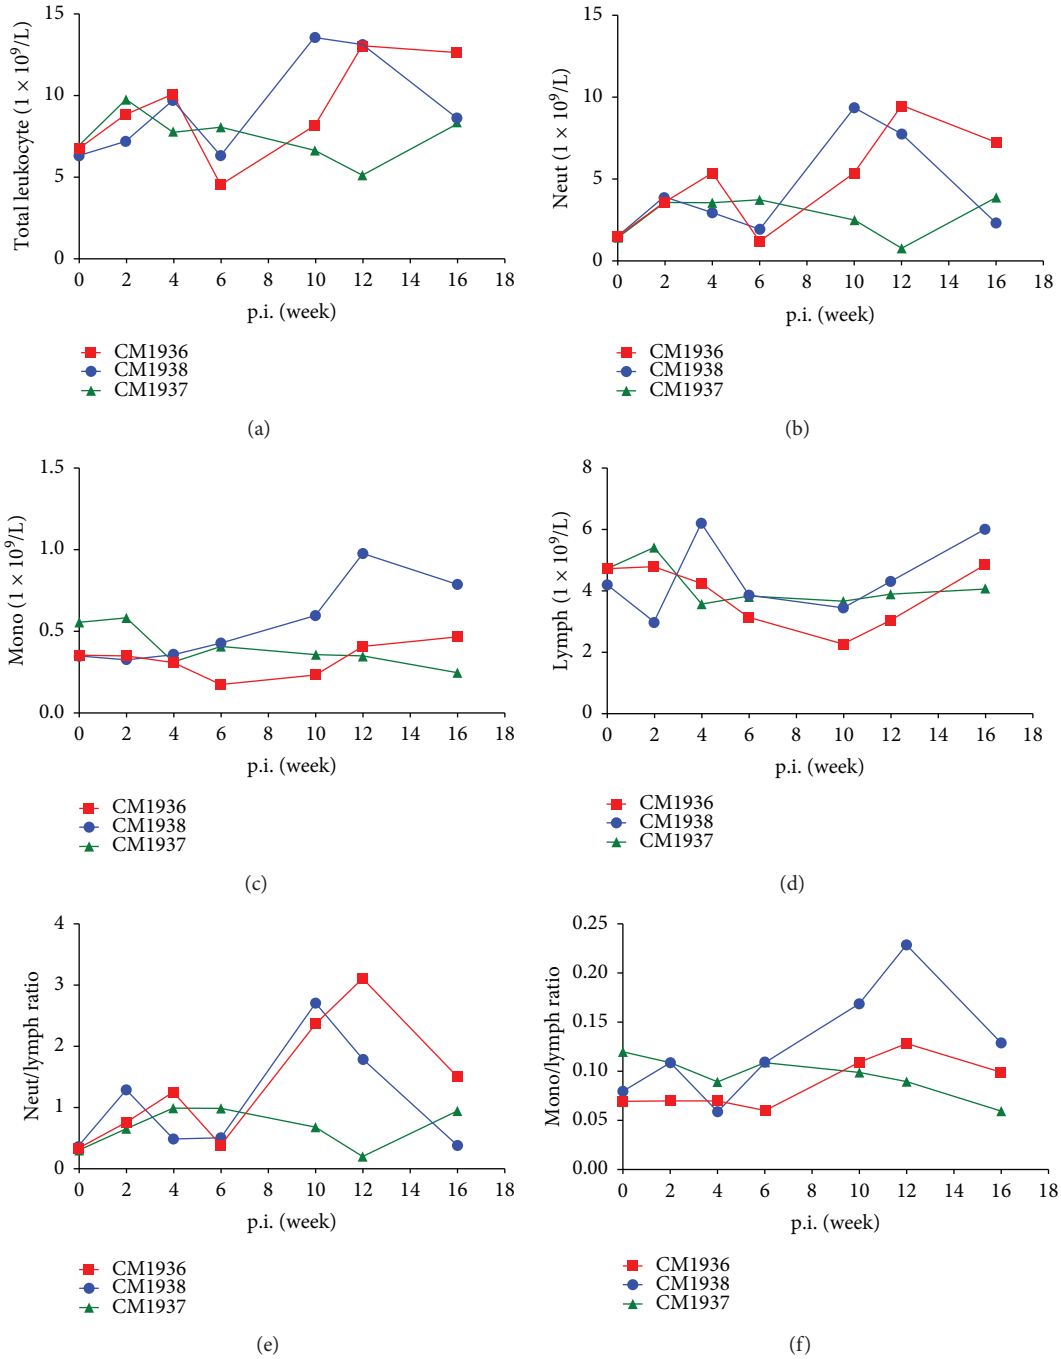 15
10
5
0
Total leukocyte (1 × 10⁹/L)
0 2 4 6 8 10 12 14 16 18
p.i. (week)
CM1936
CM1938
CM1937
(a)
15
10
5
0
Neut (1 × 10⁹/L)
0 2 4 6 8 10 12 14 16 18
p.i. (week)
CM1936
CM1938
CM1937
(b)
1.5
1.0
0.5
0.0
Mono (1 × 10⁹/L)
0 2 4 6 8 10 12 14 16 18
p.i. (week)
CM1936
CM1938
CM1937
(c)
8
6
4
2
0
Lymph (1 × 10⁹/L)
0 2 4 6 8 10 12 14 16 18
p.i. (week)
CM1936
CM1938
CM1937
(d)
4
3
2
1
0
Neut/lymph ratio
0 2 4 6 8 10 12 14 16 18
p.i. (week)
CM1936
CM1938
CM1937
(e)
0.25
0.20
0.15
0.10
0.05
0.00
Mono/lymph ratio
0 2 4 6 8 10 12 14 16 18
p.i. (week)
CM1936
CM1938
CM1937
(f)